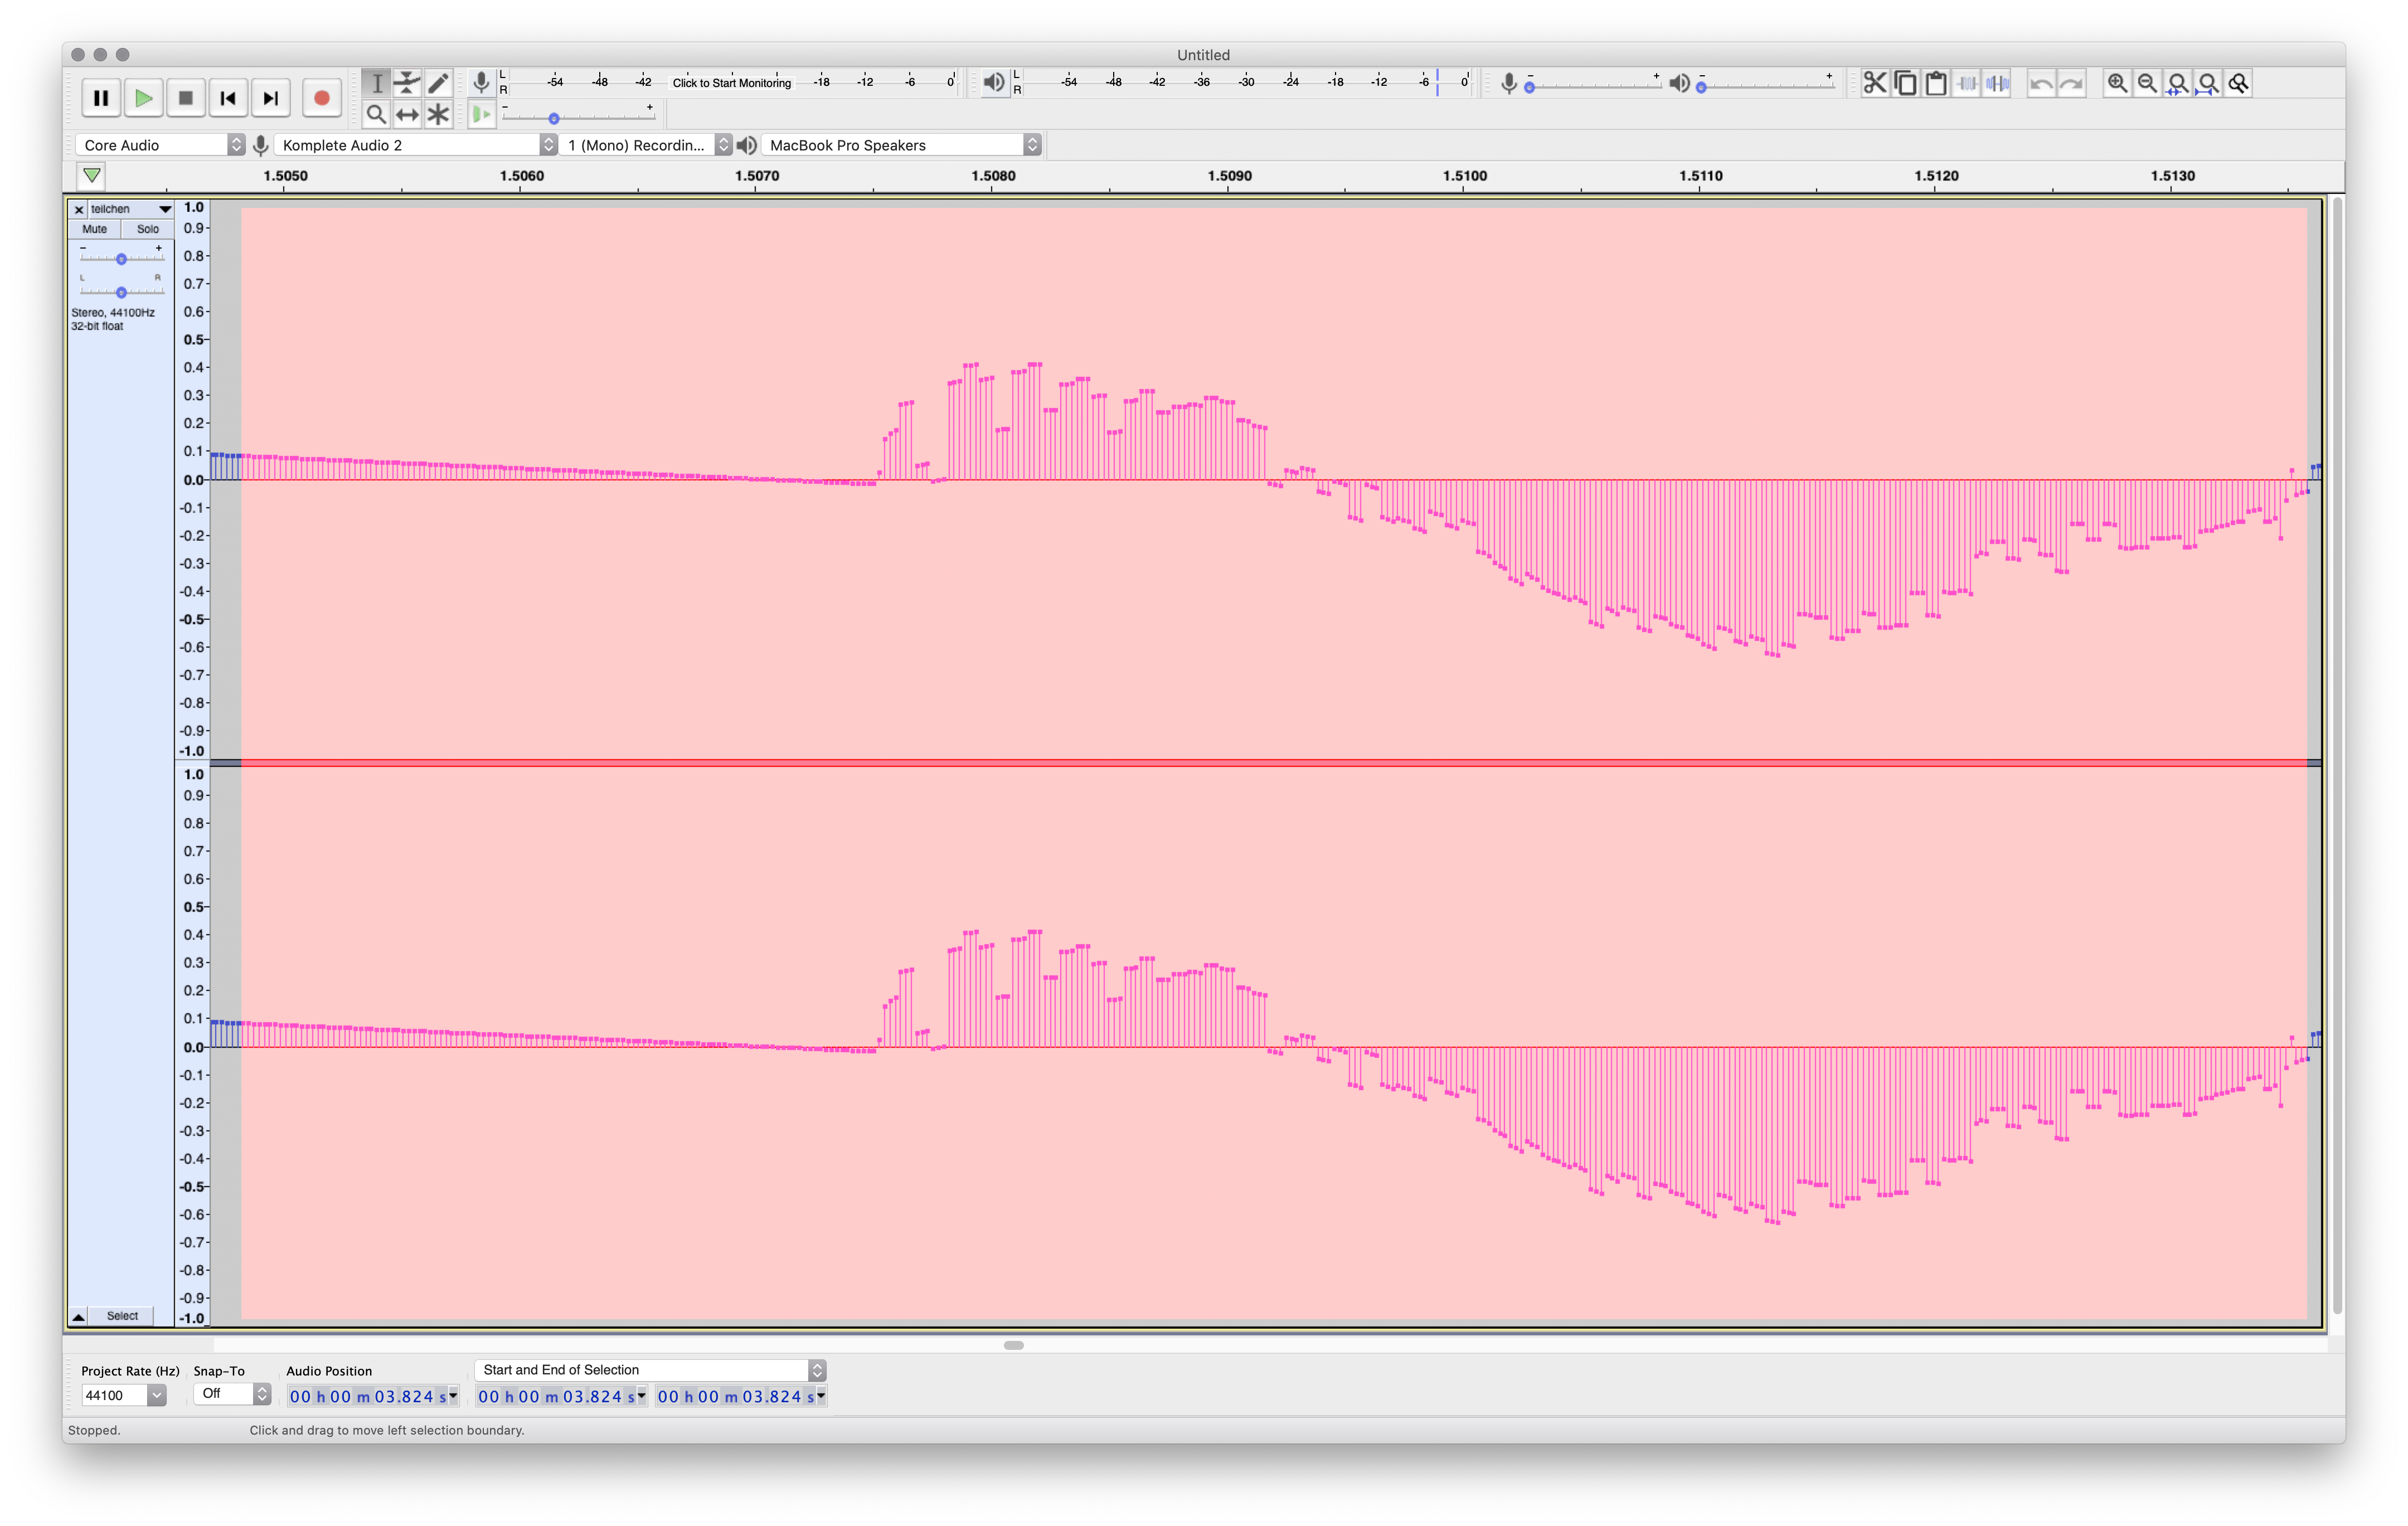 Untitled
L
R
-54 -48 -42 Click to Start Monitoring -18 -12 -6 0
L
R
-54 -48 -42 -36 -30 -24 -18 -12 -6 0
- +
- +
- +
Core Audio
Komplete Audio 2
1 (Mono) Recordin...
MacBook Pro Speakers
1.5050 1.5060 1.5070 1.5080 1.5090 1.5100 1.5110 1.5120 1.5130
teilchen
Mute Solo
- +
L R
Stereo, 44100Hz
32-bit float
1.0
0.9
0.8
0.7
0.6
0.5
0.4
0.3
0.2
0.1
0.0
-0.1
-0.2
-0.3
-0.4
-0.5
-0.6
-0.7
-0.8
-0.9
-1.0
1.0
0.9
0.8
0.7
0.6
0.5
0.4
0.3
0.2
0.1
0.0
-0.1
-0.2
-0.3
-0.4
-0.5
-0.6
-0.7
-0.8
-0.9
-1.0
Select
Project Rate (Hz) Snap-To Audio Position Start and End of Selection
44100 Off 00 h 00 m 03.824 s 00 h 00 m 03.824 s 00 h 00 m 03.824 s
Stopped. Click and drag to move left selection boundary.